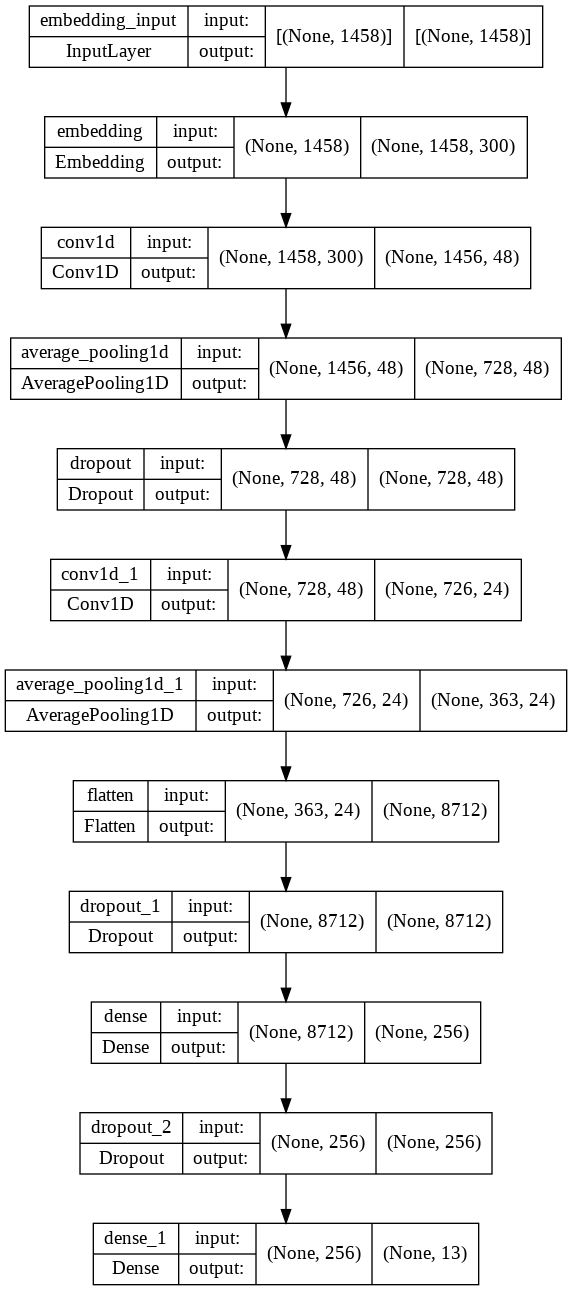 embedding_input input: [(None, 1458)] [(None, 1458)]
InputLayer output:
embedding input: (None, 1458) (None, 1458, 300)
Embedding output:
conv1d input: (None, 1458, 300) (None, 1456, 48)
Conv1D output:
average_pooling1d input: (None, 1456, 48) (None, 728, 48)
AveragePooling1D output:
dropout input: (None, 728, 48) (None, 728, 48)
Dropout output:
conv1d_1 input: (None, 728, 48) (None, 726, 24)
Conv1D output:
average_pooling1d_1 input: (None, 726, 24) (None, 363, 24)
AveragePooling1D output:
flatten input: (None, 363, 24) (None, 8712)
Flatten output:
dropout_1 input: (None, 8712) (None, 8712)
Dropout output:
dense input: (None, 8712) (None, 256)
Dense output:
dropout_2 input: (None, 256) (None, 256)
Dropout output:
dense_1 input: (None, 256) (None, 13)
Dense output: